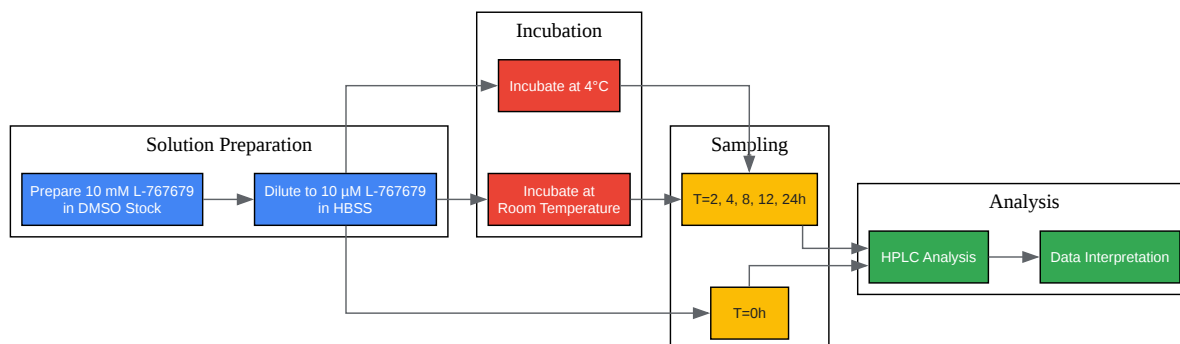 Solution Preparation
Prepare 10 mM L-767679
in DMSO Stock
Dilute to 10 µM L-767679
in HBSS
Incubation
Incubate at 4°C
Incubate at
Room Temperature
Sampling
T=2, 4, 8, 12, 24h
T=0h
Analysis
HPLC Analysis
Data Interpretation